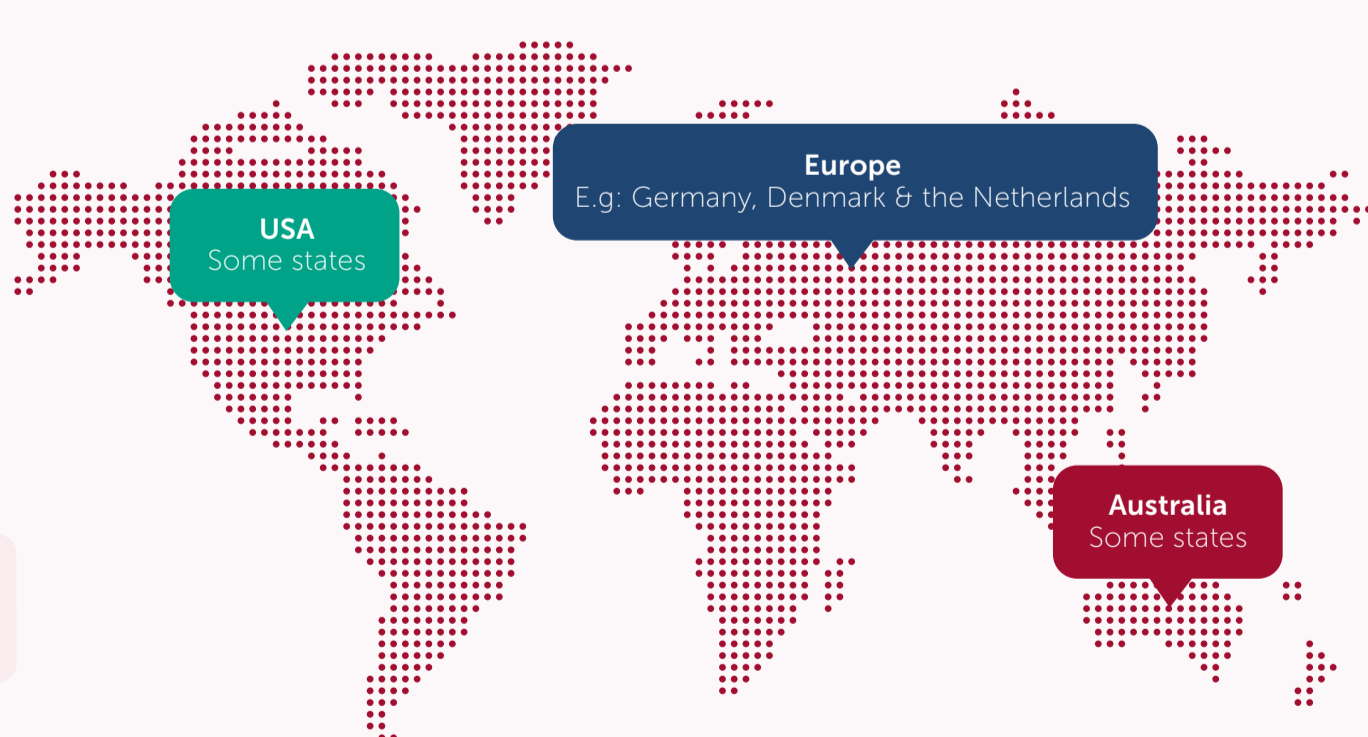 Europe
E.g: Germany, Denmark & the Netherlands
USA
Some states
Australia
Some states